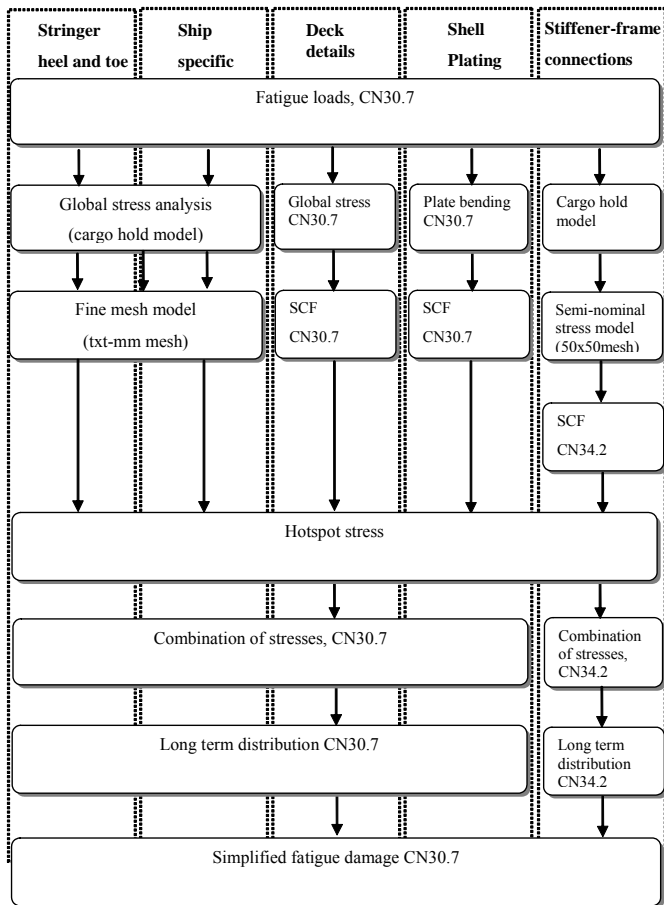 Stringer
heel and toe
Ship
specific
Deck
details
Shell
Plating
Stiffener-frame
connections
Fatigue loads, CN30.7
Global stress analysis
(cargo hold model)
Global stress
CN30.7
Plate bending
CN30.7
Cargo hold
model
Fine mesh model
(txt-mm mesh)
SCF
CN30.7
SCF
CN30.7
Semi-nominal
stress model
(50x50mesh)
SCF
CN34.2
Hotspot stress
Combination of stresses, CN30.7
Combination
of stresses,
CN34.2
Long term distribution CN30.7
Long term
distribution
CN34.2
Simplified fatigue damage CN30.7